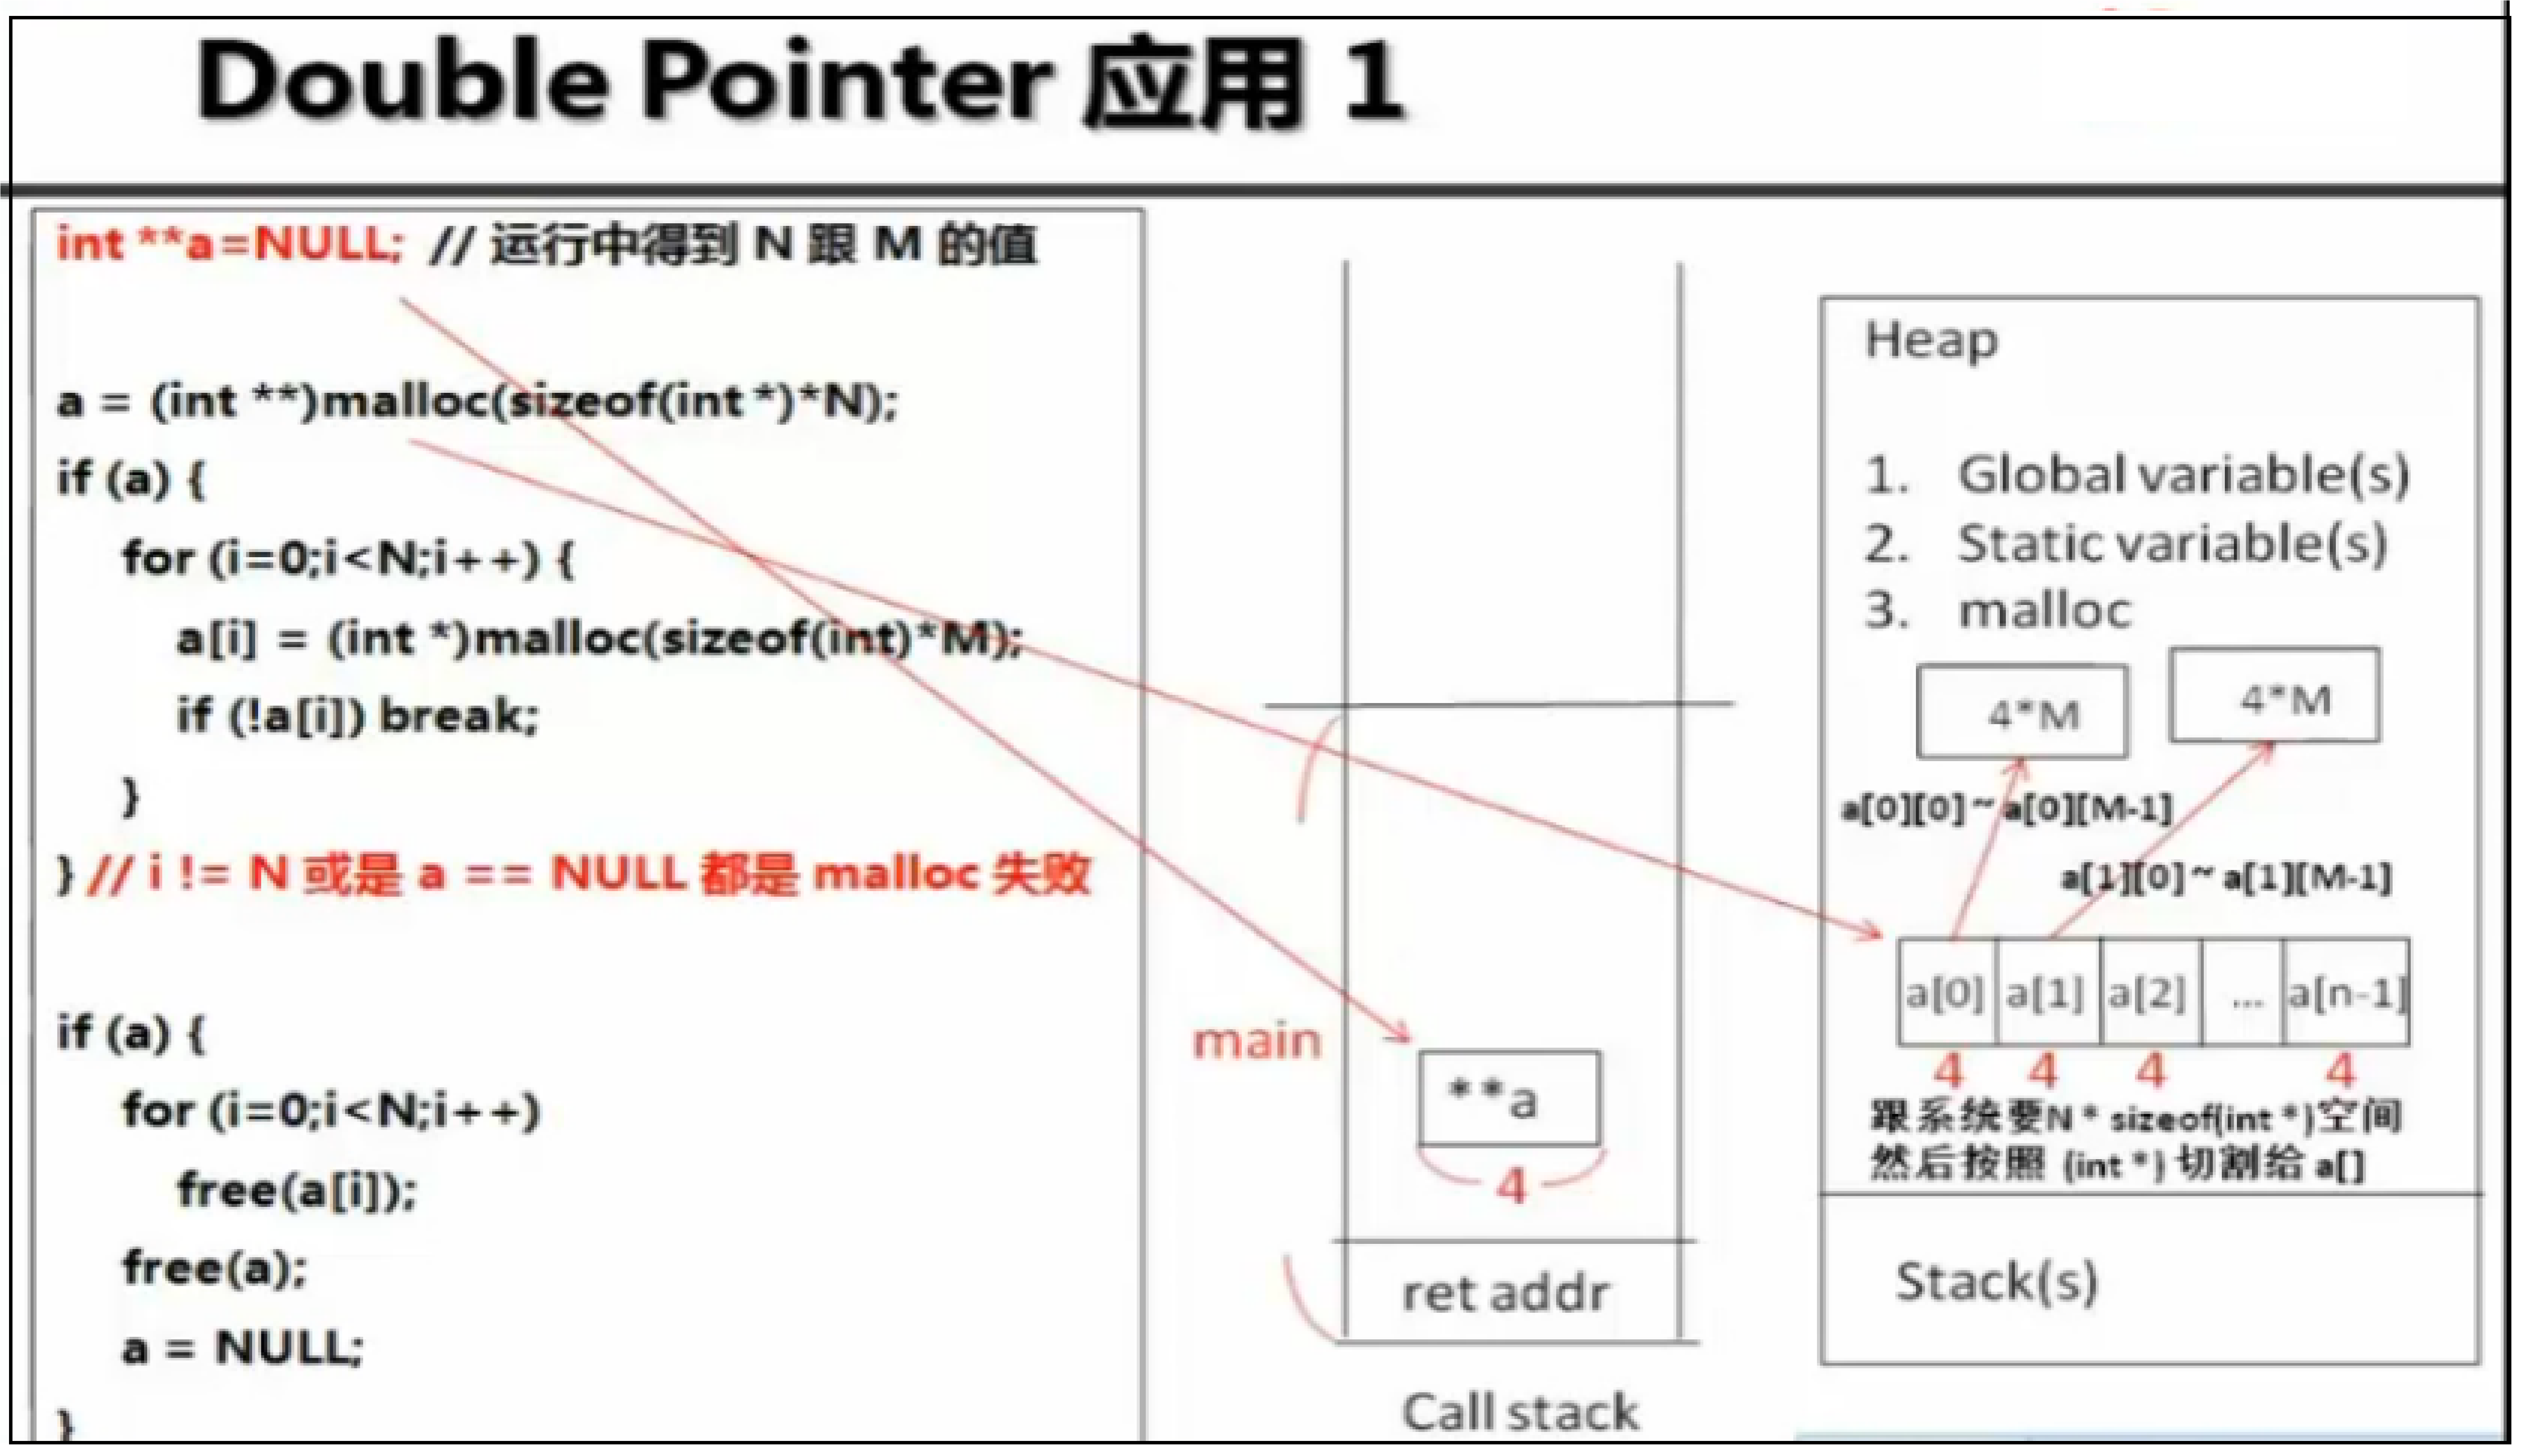 Double Pointer 应用 1
int **a=NULL; // 运行中得到 N 跟 M 的值
a = (int **)malloc(sizeof(int *)*N);
if (a) {
for (i=0;i<N;i++) {
a[i] = (int *)malloc(sizeof(int)*M);
if (!a[i]) break;
}
} // i != N 或是 a == NULL 都是 malloc 失败
if (a) {
for (i=0;i<N;i++)
free(a[i]);
free(a);
a = NULL;
}
main
**a
4
ret addr
Call stack
Heap
1. Global variable(s)
2. Static variable(s)
3. malloc
4*M 4*M
a[0][0] ~ a[0][M-1]
a[1][0] ~ a[1][M-1]
a[0] a[1] a[2] ... a[n-1]
4 4 4 4
跟系统要N * sizeof(int *)空间
然后按照 (int *) 切割给 a[]
Stack(s)